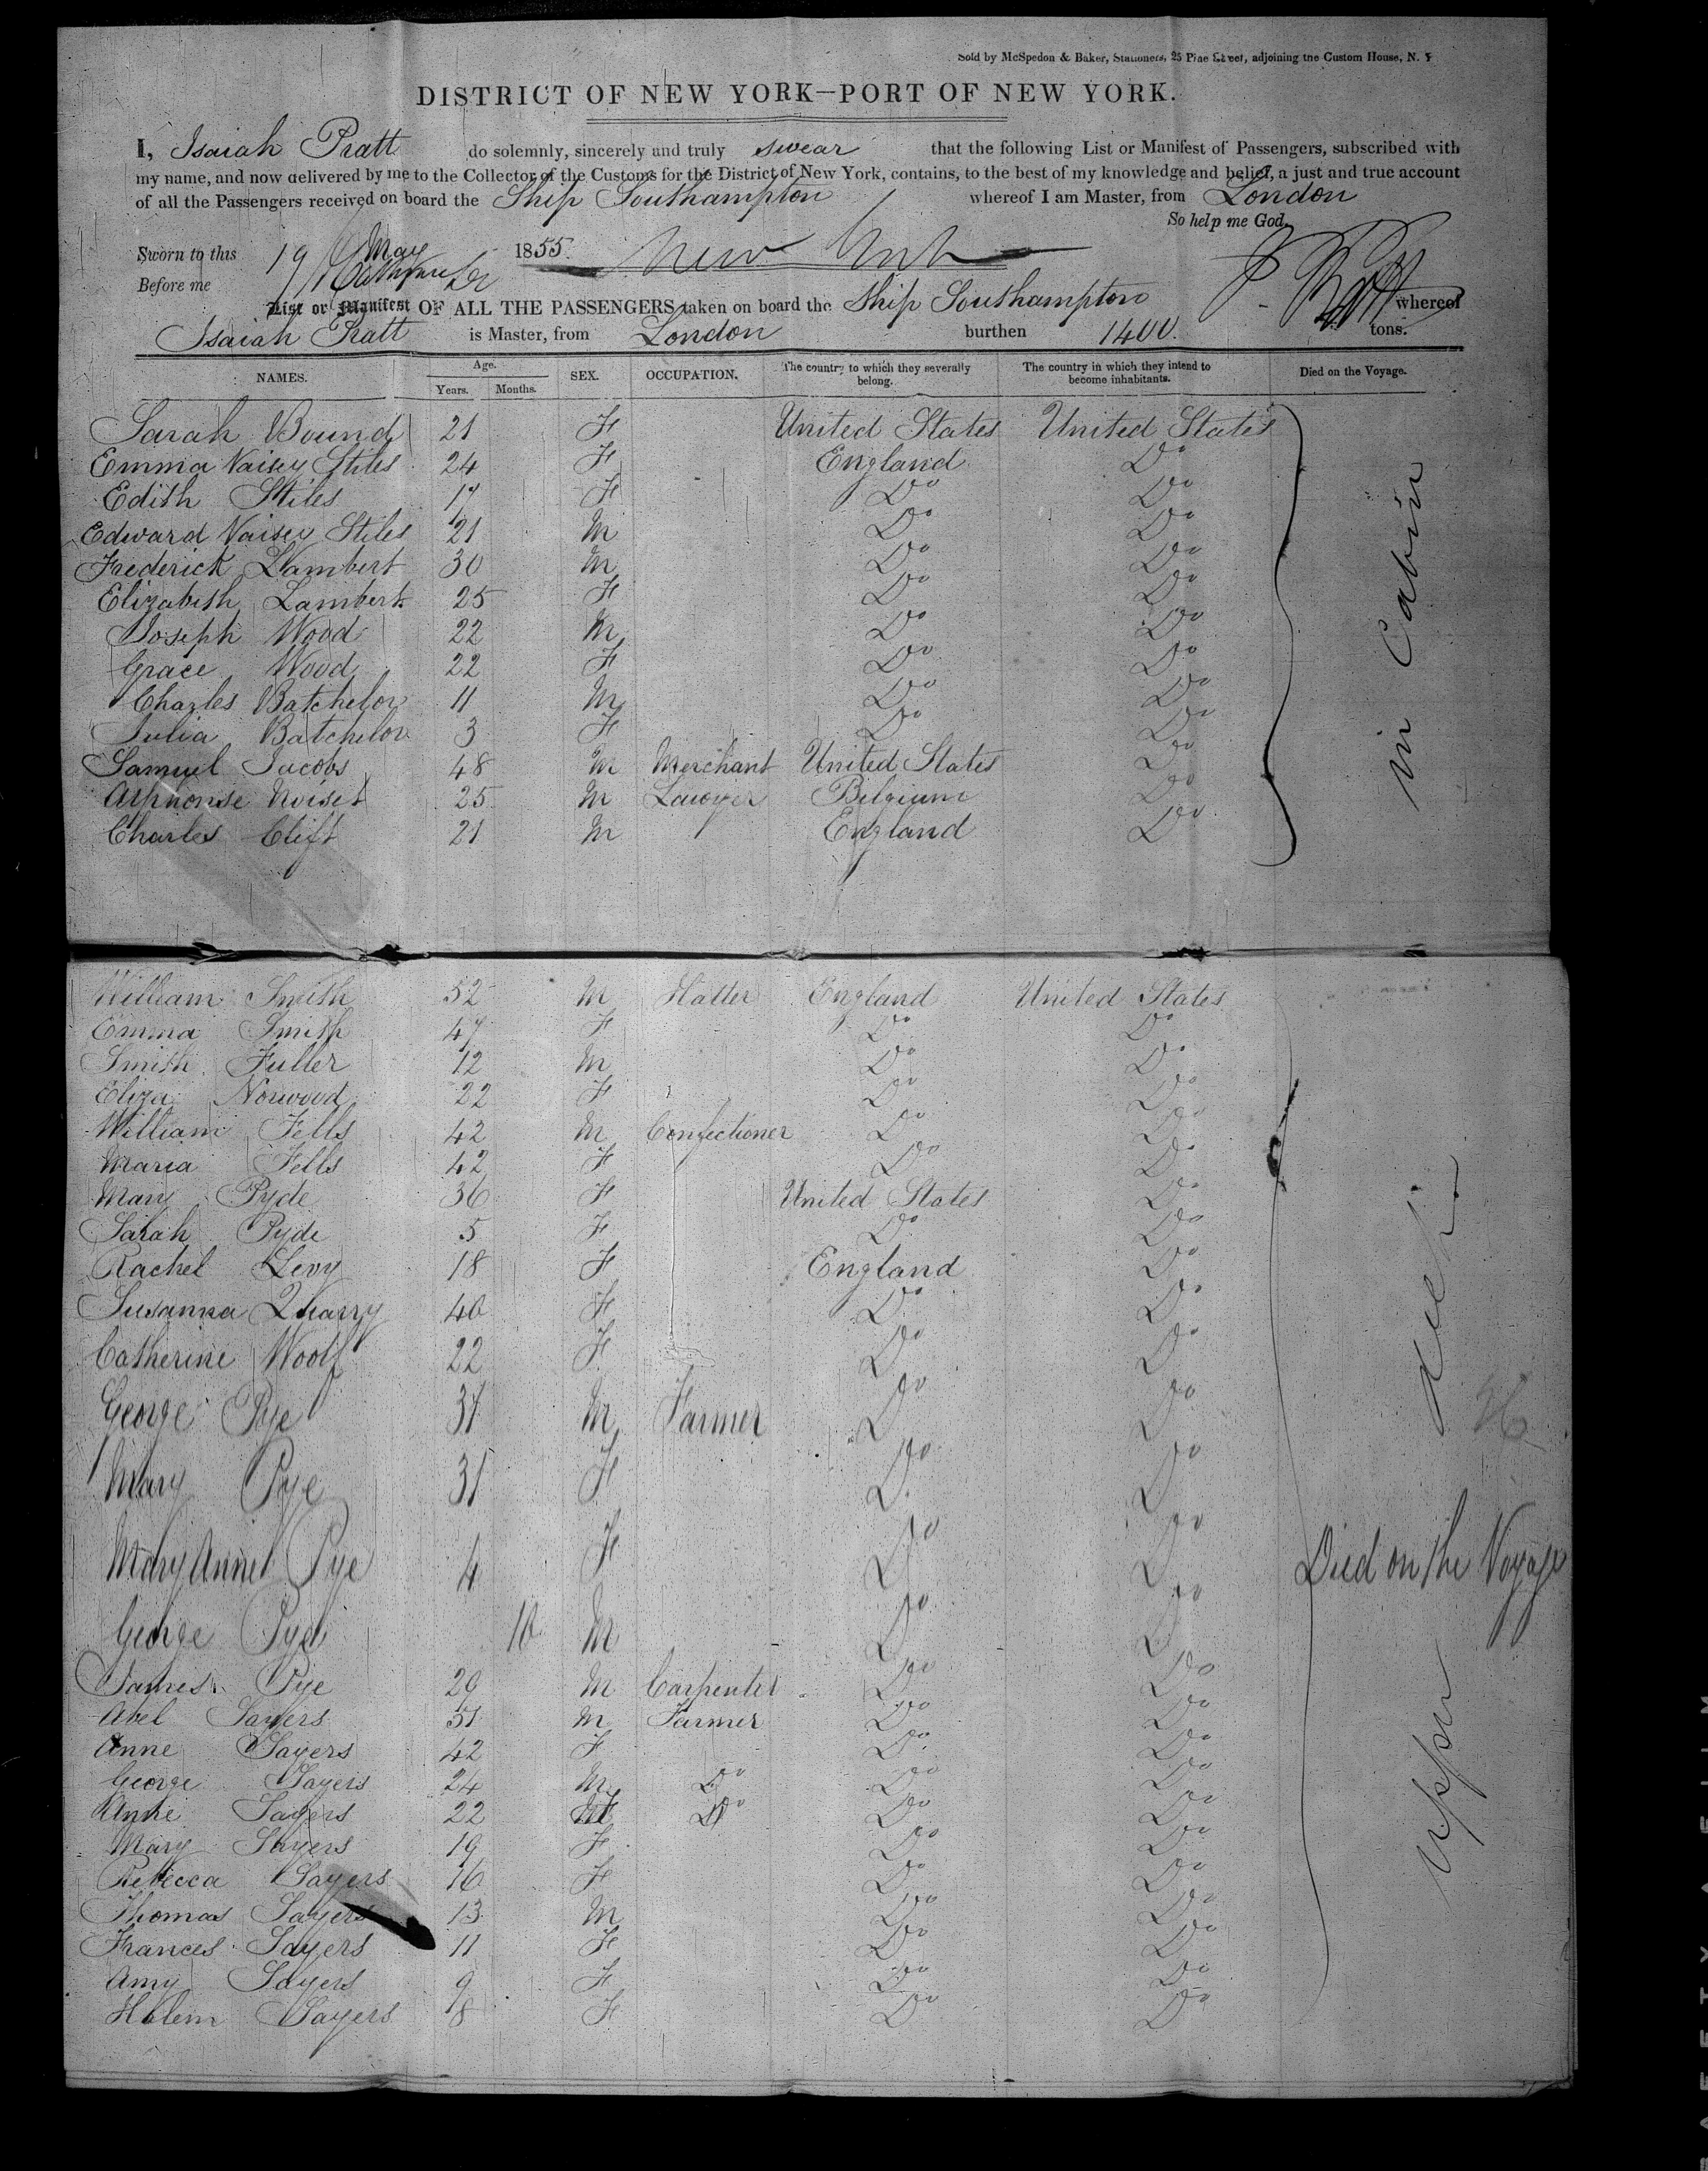 Sold by McSpedon & Baker, Stationers, 25 Pine Street, adjoining the Custom House, N. Y
DISTRICT OF NEW YORK—PORT OF NEW YORK.
I, Isaiah Pratt do solemnly, sincerely and truly swear that the following List or Manifest of Passengers, subscribed with
my name, and now delivered by me to the Collector of the Customs for the District of New York, contains, to the best of my knowledge and belief, a just and true account
of all the Passengers received on board the Ship Southampton whereof I am Master, from London
So help me God.
Sworn to this 19 May 1855. New York
Before me
List or Manifest OF ALL THE PASSENGERS taken on board the Ship Southampton whereof
Isaiah Pratt is Master, from London burthen 1400. tons.
NAMES. Age. Years. Months. SEX. OCCUPATION. The country to which they severally belong. The country in which they intend to become inhabitants. Died on the Voyage.
Sarah Bound 21 F United States United States
Emma Naisey Stiles 24 F England Do
Edith Stiles 17 F Do Do
Edward Naisey Stiles 21 M Do Do
Frederick Lambert 30 M Do Do
Elizabeth Lambert 25 F Do Do
Joseph Wood 22 M Do Do
Grace Wood 22 F Do Do
Charles Batchelor 11 M Do Do
Julia Batchelor 3 F Do Do
Samuel Jacobs 48 M Merchant United States Do
Alphonse Noiset 25 M Lawyer Belgium Do
Charles Clift 21 M England Do
in Cabin
William Smith 52 M Hatter England United States
Emma Smith 47 F Do Do
Smith Fuller 12 M Do Do
Eliza Norwood 22 F Do Do
William Fells 42 M Confectioner Do Do
Maria Fells 42 F Do Do
Mary Pyde 36 F United States Do
Sarah Pyde 5 F Do Do
Rachel Levy 18 F England Do
Susanna Quarry 40 F Do Do
Catherine Woolf 22 F Do Do
George Pye 31 M Farmer Do Do
Mary Pye 31 F Do Do
Mary Anne Pye 4 F Do Do Died on the Voyage
George Pye 10 M Do Do
James Pye 20 M Carpenter Do Do
Abel Sayers 51 M Farmer Do Do
Anne Sayers 42 F Do Do
George Sayers 24 M Do Do Do
Anne Sayers 22 F Do Do Do
Mary Sayers 19 F Do Do
Rebecca Sayers 16 F Do Do
Thomas Sayers 13 M Do Do
Frances Sayers 11 F Do Do
Amy Sayers 9 F Do Do
Helem Sayers 8 F Do Do
upper deck